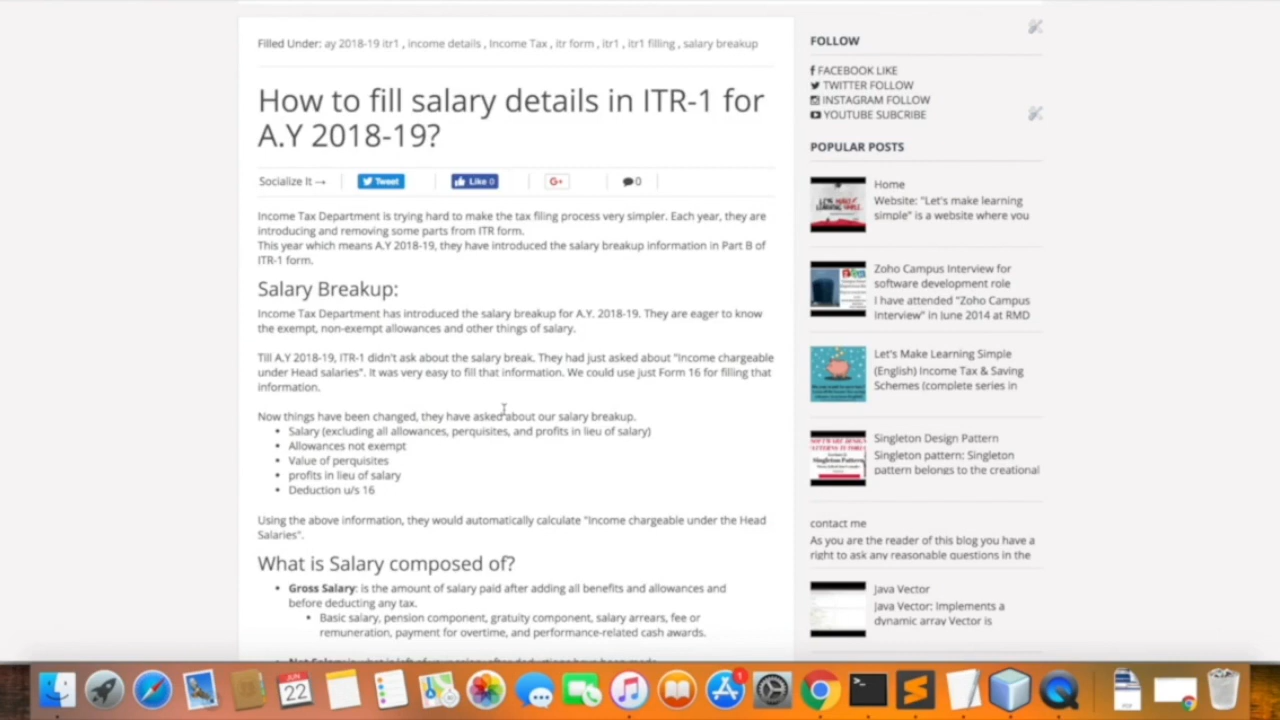 Filled Under: ay 2018-19 itr1 , income details , Income Tax , itr form , itr1 , itr1 filling , salary breakup
How to fill salary details in ITR-1 for
A.Y 2018-19?
Socialize It →
Tweet
Like 0
G+
0
Income Tax Department is trying hard to make the tax filing process very simpler. Each year, they are
introducing and removing some parts from ITR form.
This year which means A.Y 2018-19, they have introduced the salary breakup information in Part B of
ITR-1 form.
Salary Breakup:
Income Tax Department has introduced the salary breakup for A.Y. 2018-19. They are eager to know
the exempt, non-exempt allowances and other things of salary.
Till A.Y 2018-19, ITR-1 didn't ask about the salary break. They had just asked about "Income chargeable
under Head salaries". It was very easy to fill that information. We could use just Form 16 for filling that
information.
Now things have been changed, they have asked about our salary breakup.
• Salary (excluding all allowances, perquisites, and profits in lieu of salary)
• Allowances not exempt
• Value of perquisites
• profits in lieu of salary
• Deduction u/s 16
Using the above information, they would automatically calculate "Income chargeable under the Head
Salaries".
What is Salary composed of?
• Gross Salary: is the amount of salary paid after adding all benefits and allowances and
before deducting any tax.
• Basic salary, pension component, gratuity component, salary arrears, fee or
remuneration, payment for overtime, and performance-related cash awards.
FOLLOW
FACEBOOK LIKE
TWITTER FOLLOW
INSTAGRAM FOLLOW
YOUTUBE SUBCRIBE
POPULAR POSTS
Home
Website: "Let's make learning
simple" is a website where you
Zoho Campus Interview for
software development role
I have attended "Zoho Campus
Interview" in June 2014 at RMD
Let's Make Learning Simple
(English) Income Tax & Saving
Schemes (complete series in
Singleton Design Pattern
Singleton pattern: Singleton
pattern belongs to the creational
contact me
As you are the reader of this blog you have a
right to ask any reasonable questions in the
Java Vector
Java Vector: Implements a
dynamic array Vector is
JUN
22
1